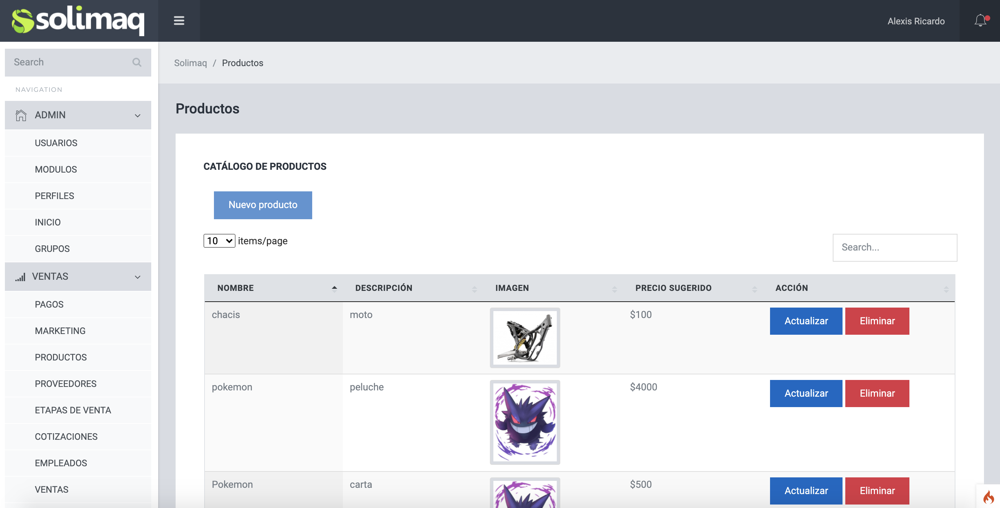 solimaq
Alexis Ricardo
Search
Solimaq / Productos
NAVIGATION
ADMIN
USUARIOS
MODULOS
PERFILES
INICIO
GRUPOS
VENTAS
PAGOS
MARKETING
PRODUCTOS
PROVEEDORES
ETAPAS DE VENTA
COTIZACIONES
EMPLEADOS
VENTAS
Productos
CATÁLOGO DE PRODUCTOS
Nuevo producto
10 items/page
Search...
NOMBRE DESCRIPCIÓN IMAGEN PRECIO SUGERIDO ACCIÓN
chacis moto $100 Actualizar Eliminar
pokemon peluche $4000 Actualizar Eliminar
Pokemon carta $500 Actualizar Eliminar